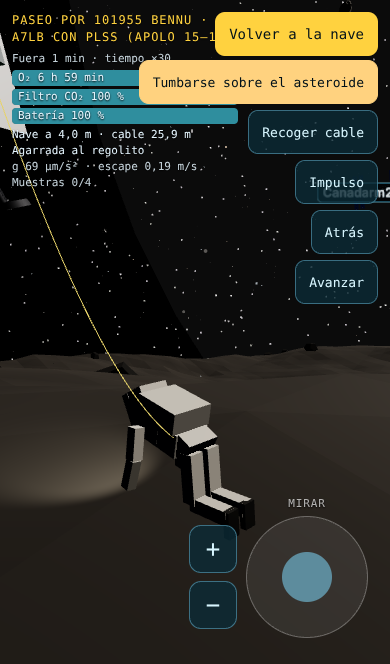 PASEO POR 101955 BENNU ·
A7LB CON PLSS (APOLO 15–1
Volver a la nave
Fuera 1 min · tiempo ×30
O₂ 6 h 59 min
Tumbarse sobre el asteroide
Filtro CO₂ 100 %
Batería 100 %
Nave a 4,0 m · cable 25,9 m
Recoger cable
Agarrada al regolito
g 69 µm/s² · escape 0,19 m/s
Muestras 0/4
Impulso
Canadarm2
Atrás
Avanzar
MIRAR
+
−